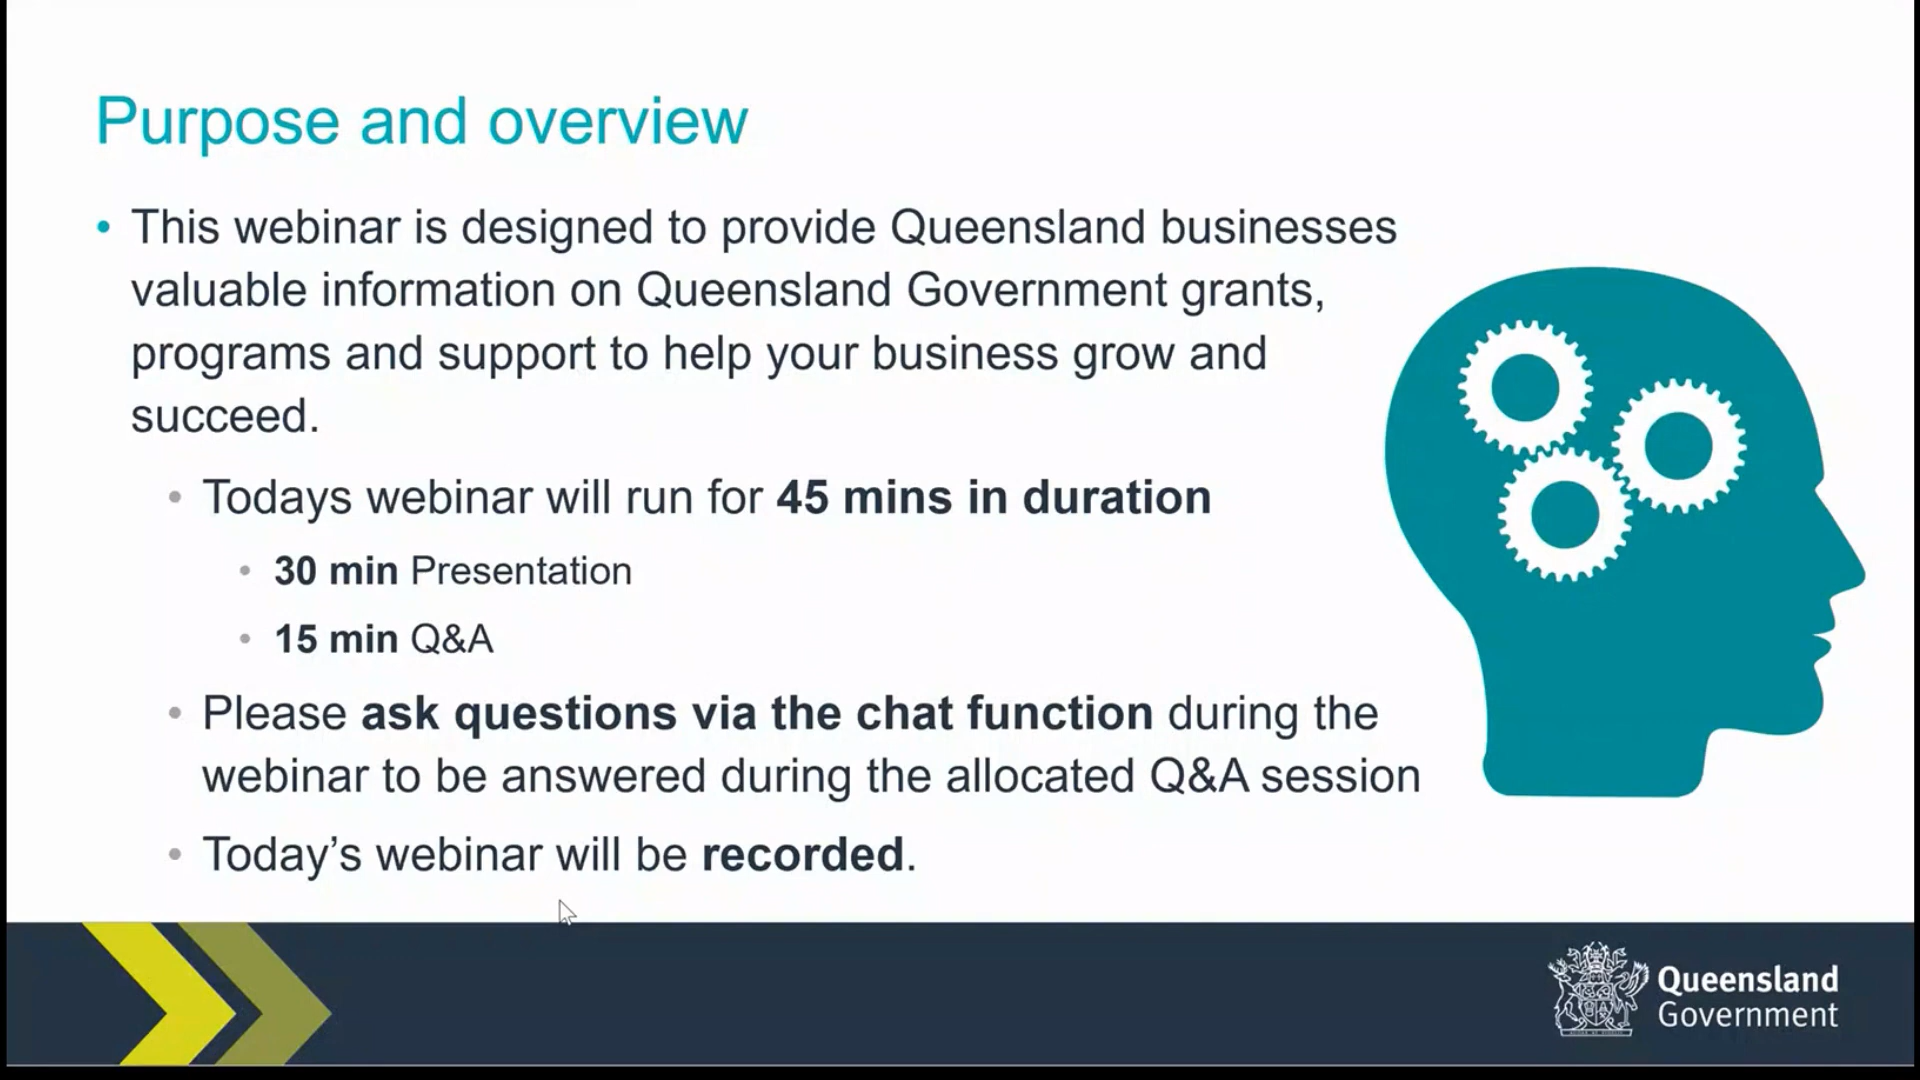 Purpose and overview
• This webinar is designed to provide Queensland businesses
valuable information on Queensland Government grants,
programs and support to help your business grow and
succeed.
• Todays webinar will run for 45 mins in duration
• 30 min Presentation
• 15 min Q&A
• Please ask questions via the chat function during the
webinar to be answered during the allocated Q&A session
• Today’s webinar will be recorded.
Queensland
Government